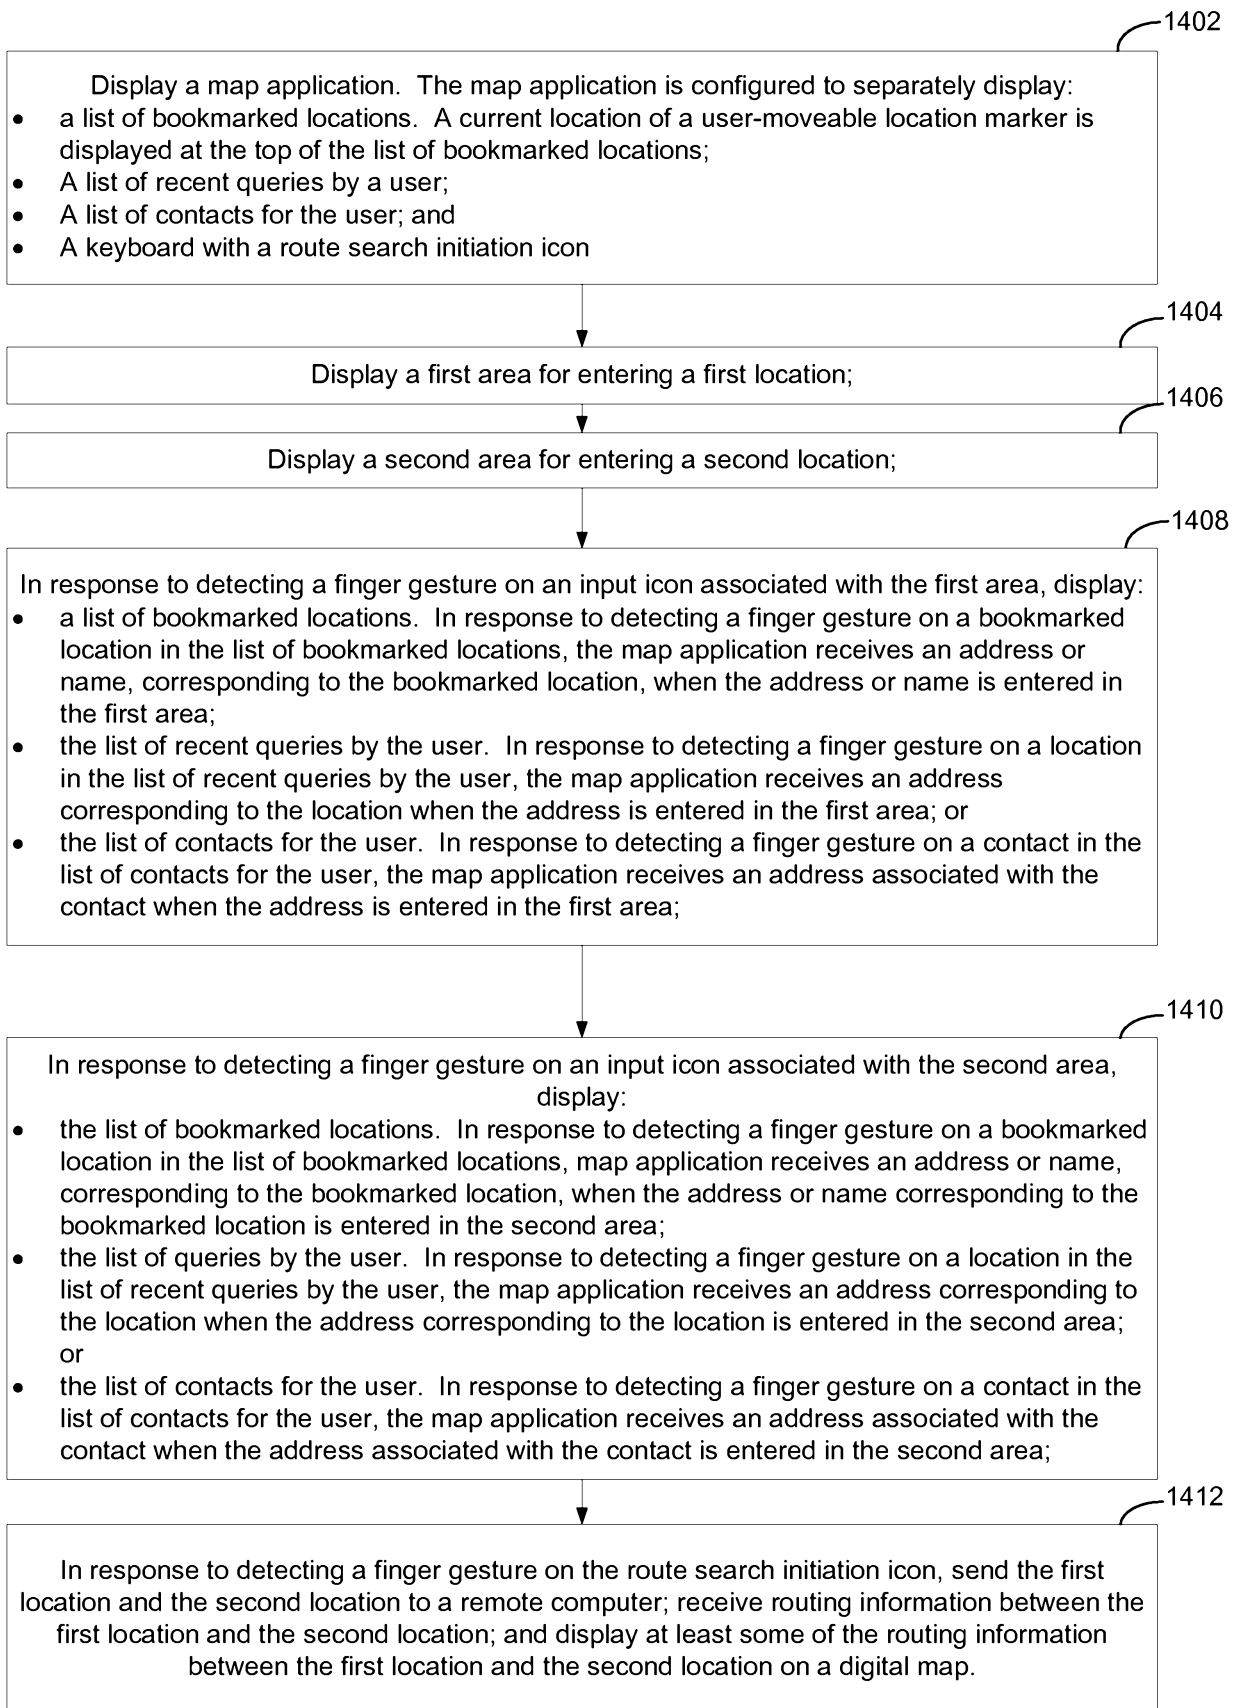 1402
Display a map application.  The map application is configured to separately display:
• a list of bookmarked locations.  A current location of a user-moveable location marker is
displayed at the top of the list of bookmarked locations;
• A list of recent queries by a user;
• A list of contacts for the user; and
• A keyboard with a route search initiation icon
1404
Display a first area for entering a first location;
1406
Display a second area for entering a second location;
1408
In response to detecting a finger gesture on an input icon associated with the first area, display:
• a list of bookmarked locations.  In response to detecting a finger gesture on a bookmarked
location in the list of bookmarked locations, the map application receives an address or
name, corresponding to the bookmarked location, when the address or name is entered in
the first area;
• the list of recent queries by the user.  In response to detecting a finger gesture on a location
in the list of recent queries by the user, the map application receives an address
corresponding to the location when the address is entered in the first area; or
• the list of contacts for the user.  In response to detecting a finger gesture on a contact in the
list of contacts for the user, the map application receives an address associated with the
contact when the address is entered in the first area;
1410
In response to detecting a finger gesture on an input icon associated with the second area,
display:
• the list of bookmarked locations.  In response to detecting a finger gesture on a bookmarked
location in the list of bookmarked locations, map application receives an address or name,
corresponding to the bookmarked location, when the address or name corresponding to the
bookmarked location is entered in the second area;
• the list of queries by the user.  In response to detecting a finger gesture on a location in the
list of recent queries by the user, the map application receives an address corresponding to
the location when the address corresponding to the location is entered in the second area;
or
• the list of contacts for the user.  In response to detecting a finger gesture on a contact in the
list of contacts for the user, the map application receives an address associated with the
contact when the address associated with the contact is entered in the second area;
1412
In response to detecting a finger gesture on the route search initiation icon, send the first
location and the second location to a remote computer; receive routing information between the
first location and the second location; and display at least some of the routing information
between the first location and the second location on a digital map.